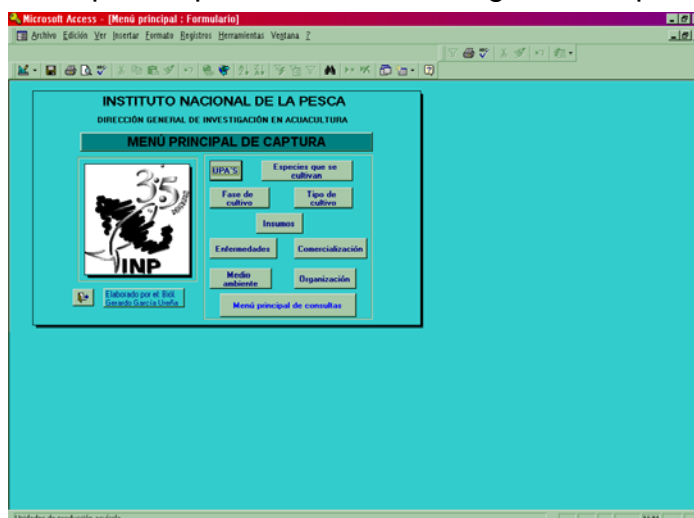 Microsoft Access - [Menú principal : Formulario]
Archivo Edición Ver Insertar Formato Registros Herramientas Ventana ?
INSTITUTO NACIONAL DE LA PESCA
DIRECCIÓN GENERAL DE INVESTIGACIÓN EN ACUACULTURA
MENÚ PRINCIPAL DE CAPTURA
UPA'S
Especies que se
cultivan
Fase de
cultivo
Tipo de
cultivo
Insumos
Enfermedades
Comercialización
Medio
ambiente
Organización
Menú principal de consultas
35
INP
Elaborado por el Biól.
Gerardo García Ureña